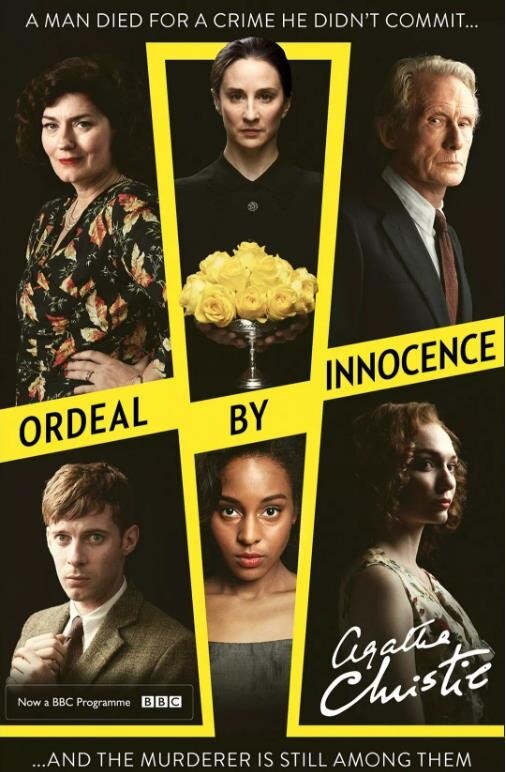 A MAN DIED FOR A CRIME HE DIDN'T COMMIT...
ORDEAL BY INNOCENCE
Agatha
Christie
Now a BBC Programme BBC
...AND THE MURDERER IS STILL AMONG THEM